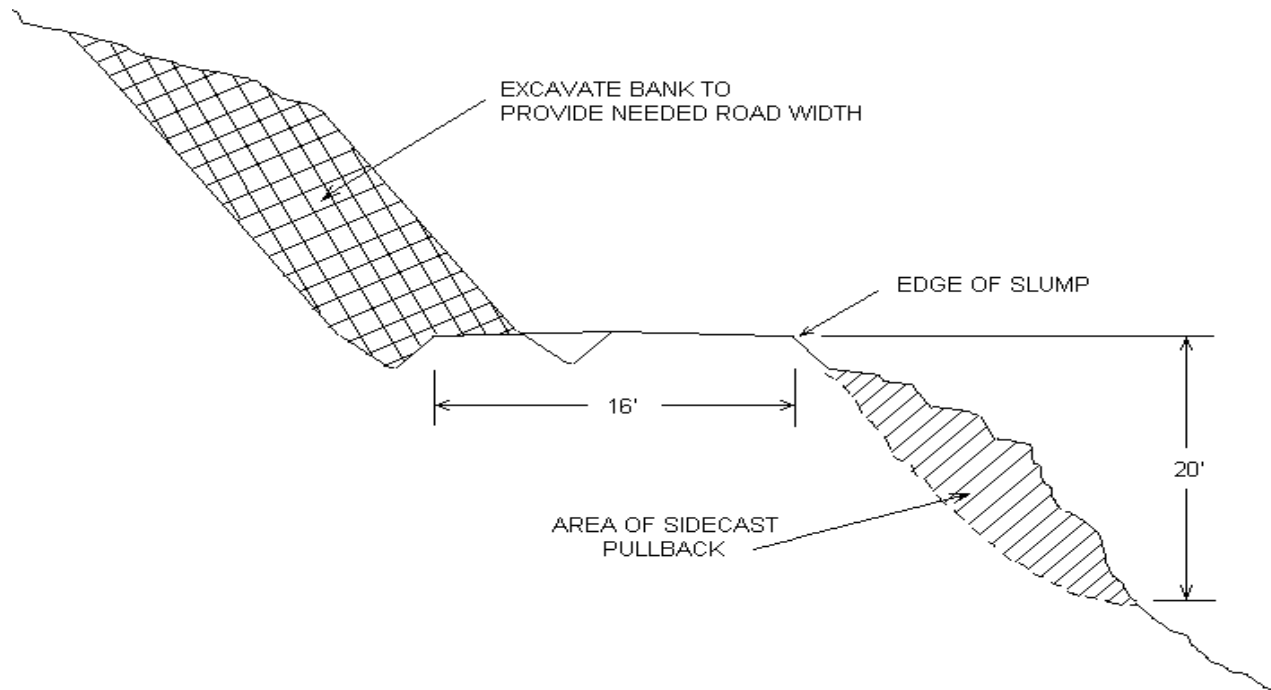 EXCAVATE BANK TO
PROVIDE NEEDED ROAD WIDTH
EDGE OF SLUMP
16'
20'
AREA OF SIDECAST
PULLBACK